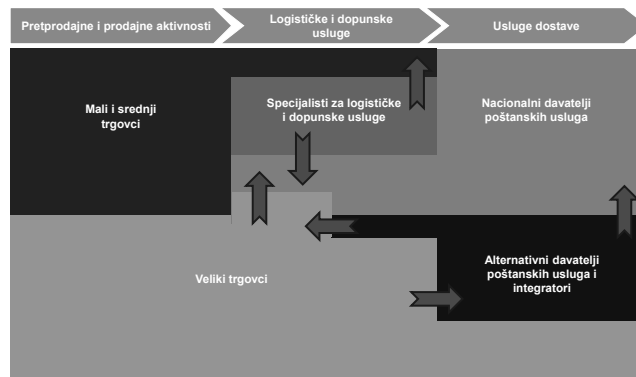 Pretprodajne i prodajne aktivnosti
Logističke i dopunske
usluge
Usluge dostave
Mali i srednji
trgovci
Specijalisti za logističke
i dopunske usluge
Nacionalni davatelji
poštanskih usluga
Veliki trgovci
Alternativni davatelji
poštanskih usluga i
integratori